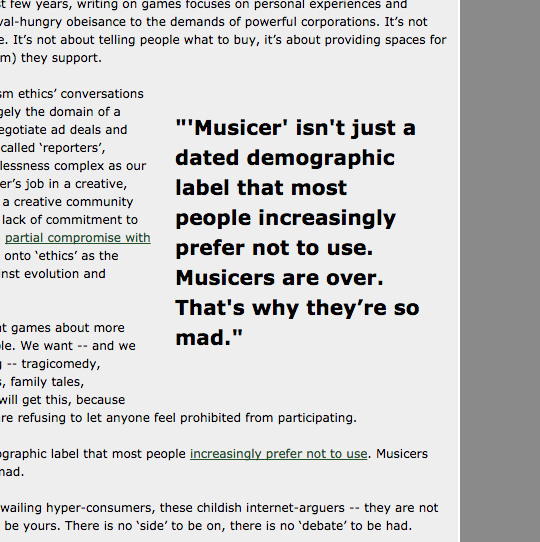 st few years, writing on games focuses on personal experiences and
val-hungry obeisance to the demands of powerful corporations. It’s not
e. It’s not about telling people what to buy, it’s about providing spaces for
m) they support.
sm ethics’ conversations
gely the domain of a
egotiate ad deals and
called ‘reporters’,
lessness complex as our
er’s job in a creative,
a creative community
lack of commitment to
partial compromise with
onto ‘ethics’ as the
nst evolution and
"'Musicer' isn't just a
dated demographic
label that most
people increasingly
prefer not to use.
Musicers are over.
That's why they’re so
mad."
nt games about more
le. We want -- and we
g -- tragicomedy,
s, family tales,
will get this, because
re refusing to let anyone feel prohibited from participating.
ographic label that most people increasingly prefer not to use. Musicers
mad.
wailing hyper-consumers, these childish internet-arguers -- they are not
be yours. There is no ‘side’ to be on, there is no ‘debate’ to be had.